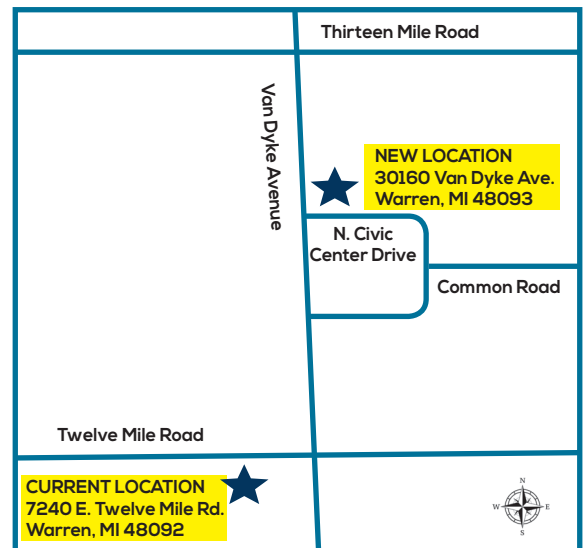 Thirteen Mile Road
Van Dyke Avenue
NEW LOCATION
30160 Van Dyke Ave.
Warren, MI 48093
N. Civic
Center Drive
Common Road
Twelve Mile Road
CURRENT LOCATION
7240 E. Twelve Mile Rd.
Warren, MI 48092
N
W
E
S